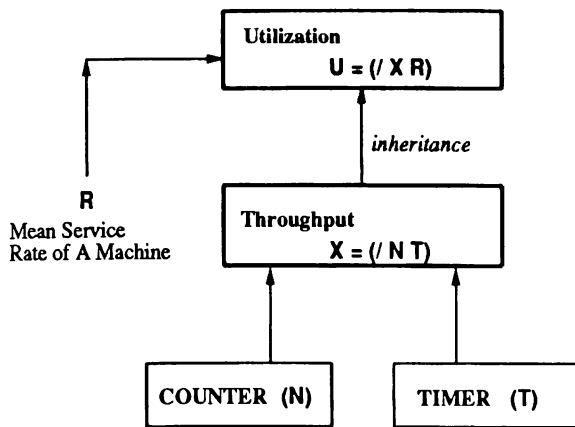 Utilization
U = (/ X R)
inheritance
R
Mean Service
Rate of A Machine
Throughput
X = (/ N T)
COUNTER (N)
TIMER (T)